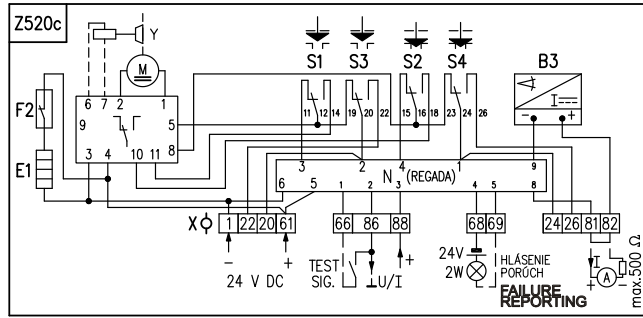 Z520c
Y
S1 S3 S2 S4 B3
M
I
F2
6 7 2 1
9 5
8
3 4 10 11
11 12 14 19 20 22 15 16 18 23 24 26
- +
E1
3 2 4 1 9
N (REGADA)
6 5 1 2 3 4 5 8
X 1 22 20 61 66 86 88 68 69 24 26 81 82
- +
24 V DC
TEST
SIG.
U/I
+
24V
2W
HLÁSENIE
PORÚCH
FAILURE
REPORTING
I
+ A -
max.500 Ω